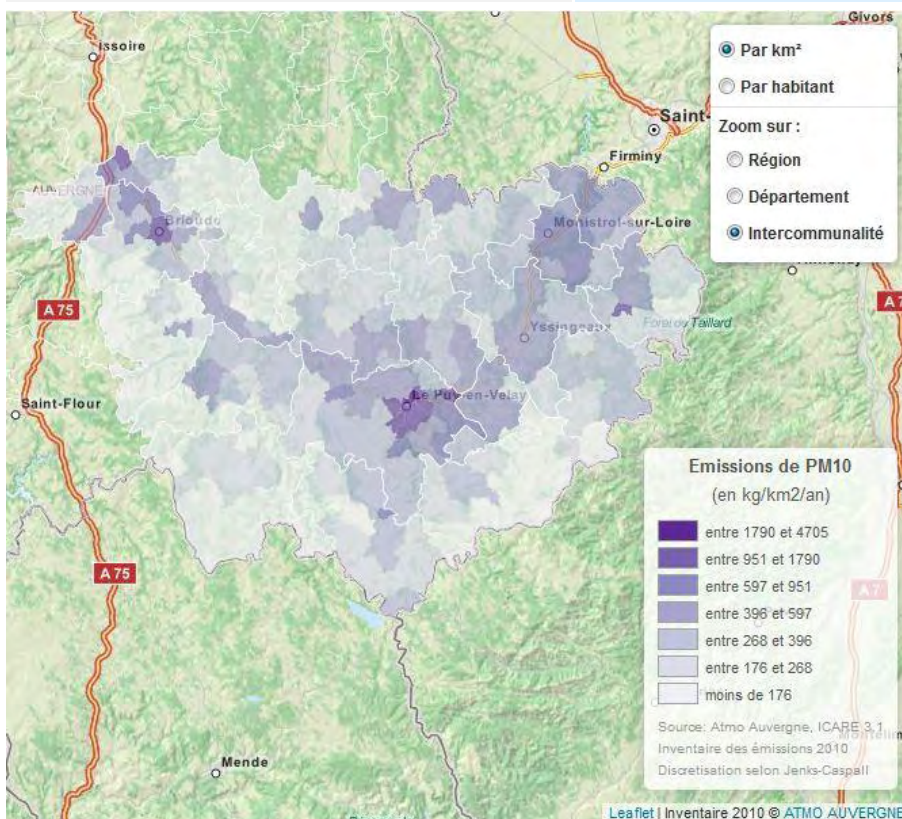 Givors
Issoire
Par km²
Par habitant
Saint-
Zoom sur :
Firminy
Région
AUVERGNE
Département
Brioude
Monistrol-sur-Loire
Intercommunalité
A 75
A 7
Yssingeaux
Foret du Taillard
Le Puy-en-Velay
Saint-Flour
Emissions de PM10
(en kg/km2/an)
entre 1790 et 4705
entre 951 et 1790
A 75
entre 597 et 951
A 7
entre 396 et 597
entre 268 et 396
entre 176 et 268
moins de 176
Source: Atmo Auvergne, ICARE 3.1
Inventaire des émissions 2010
Discretisation selon Jenks-Caspall
Mende
Leaflet | Inventaire 2010 © ATMO AUVERGNE